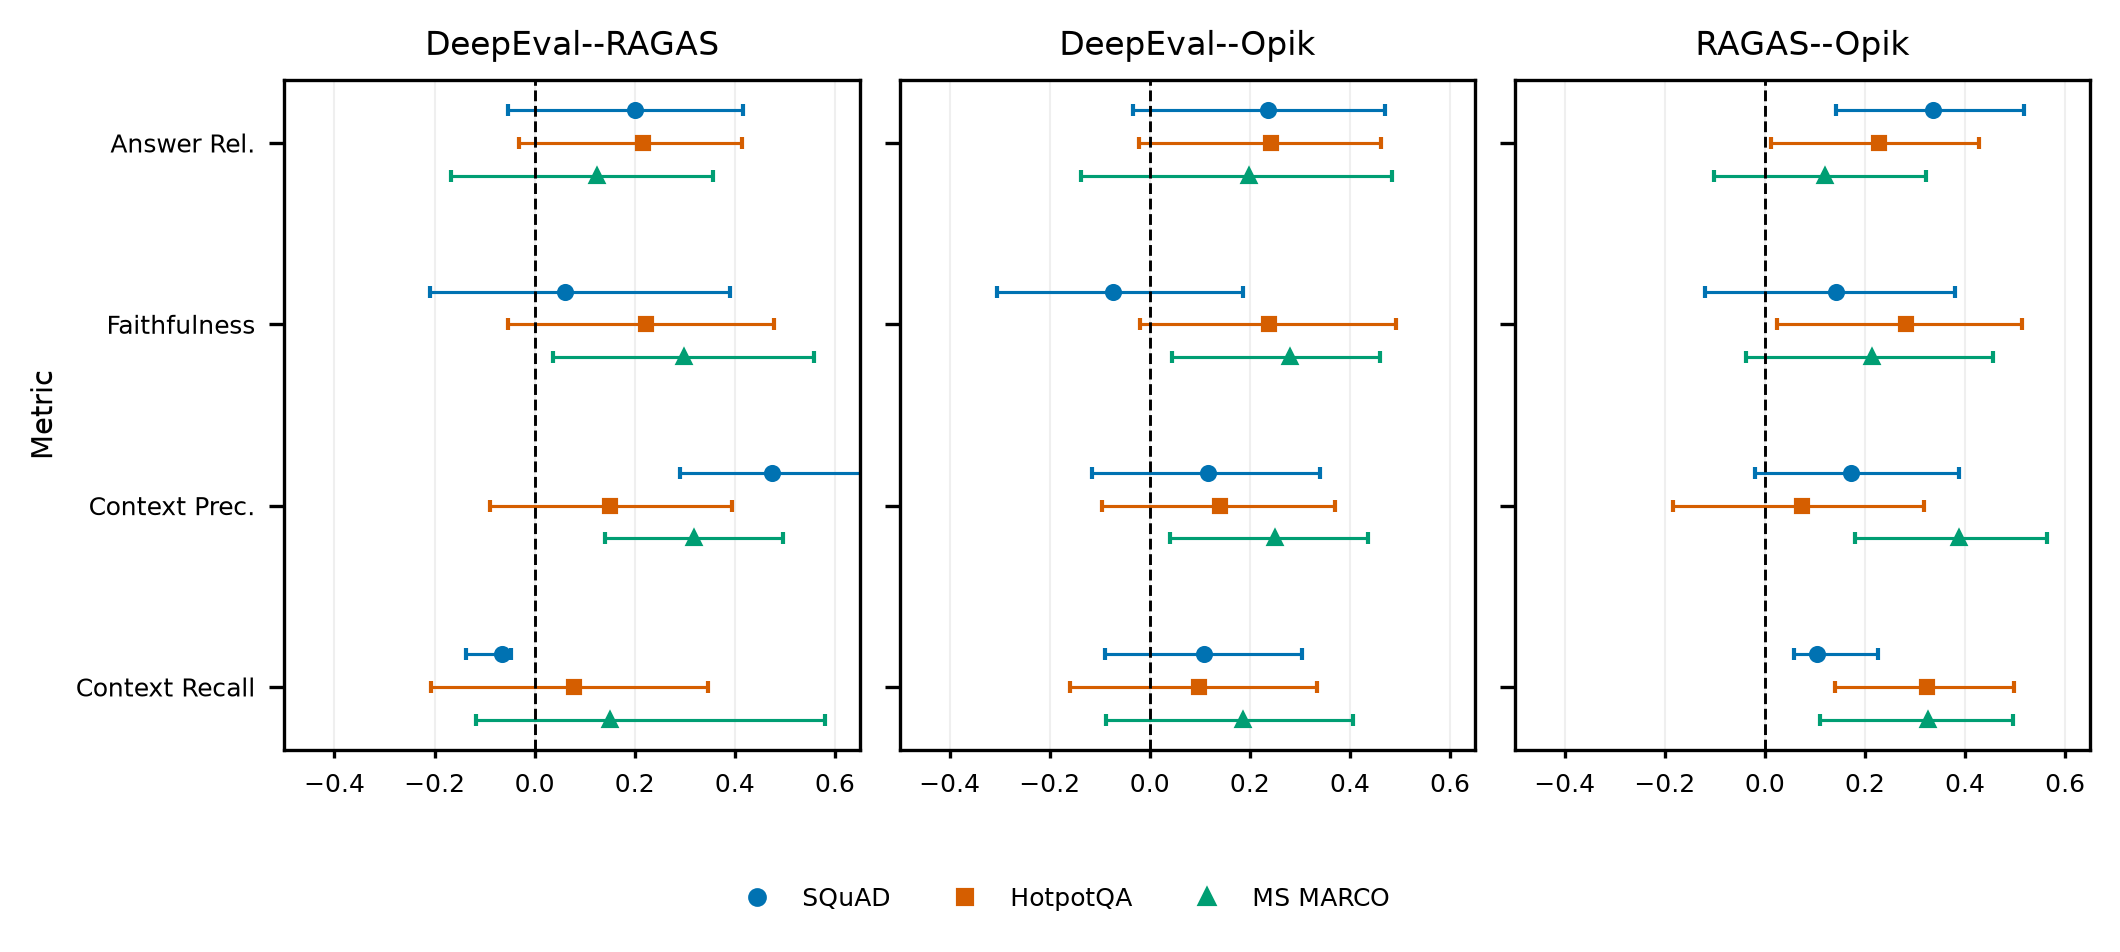 DeepEval--RAGAS
DeepEval--Opik
RAGAS--Opik
Metric
Answer Rel.
Faithfulness
Context Prec.
Context Recall
−0.4 −0.2 0.0 0.2 0.4 0.6
−0.4 −0.2 0.0 0.2 0.4 0.6
−0.4 −0.2 0.0 0.2 0.4 0.6
SQuAD HotpotQA MS MARCO